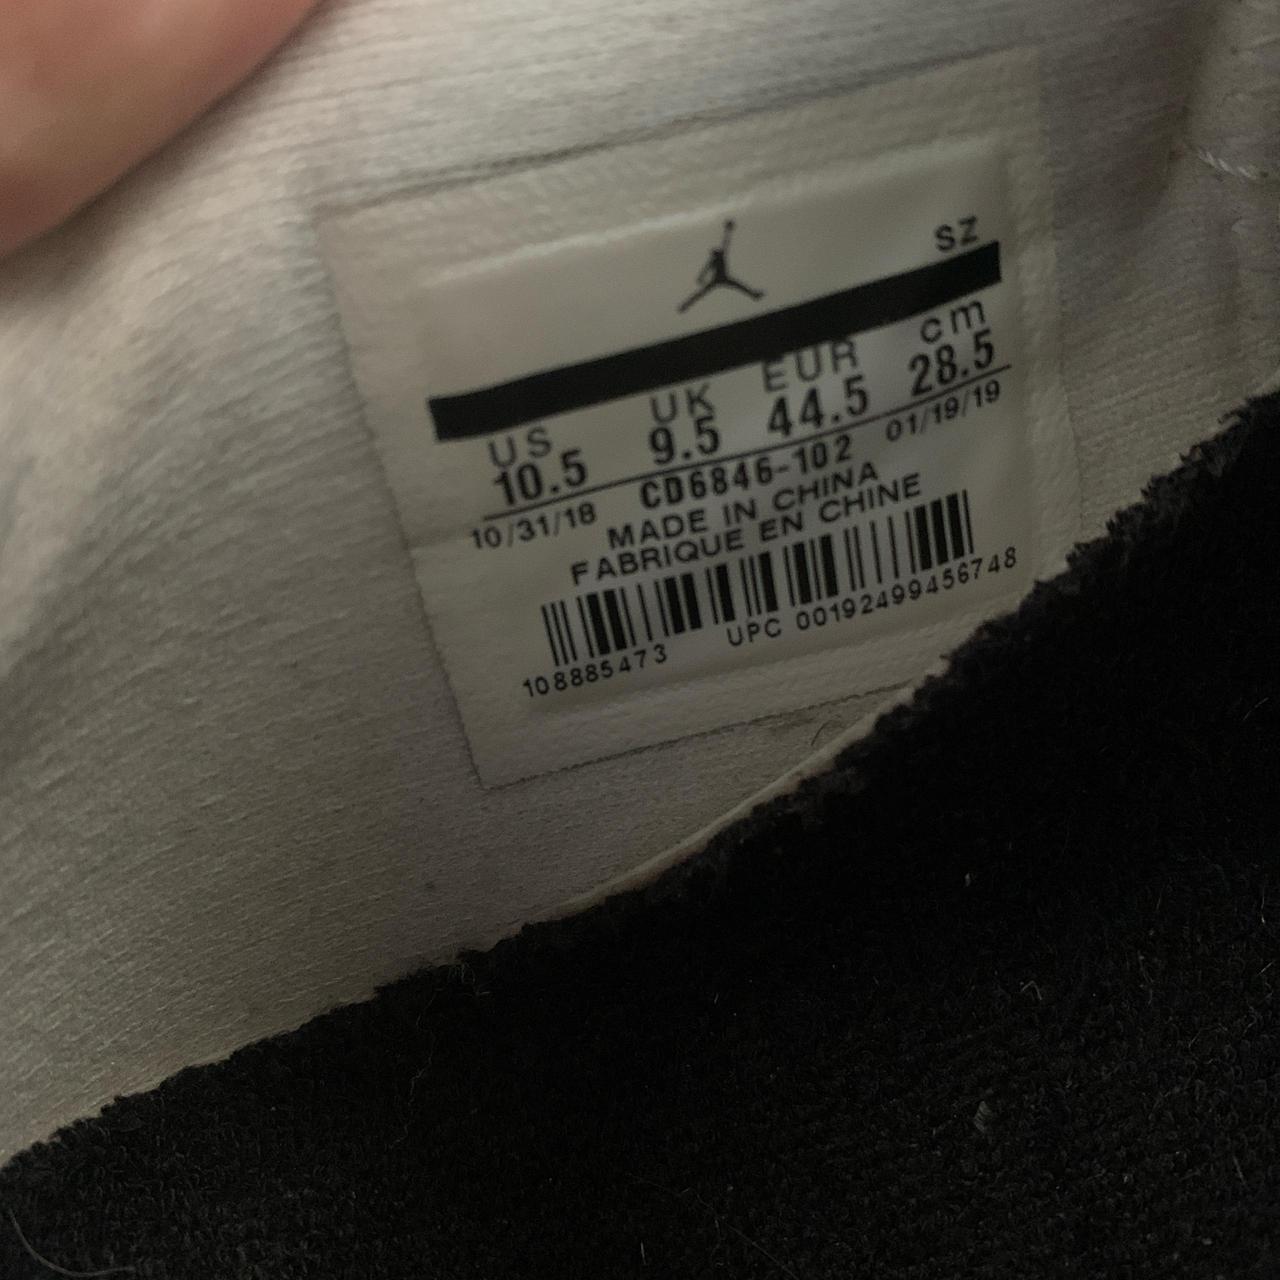 SZ
US UK EUR cm
10.5 9.5 44.5 28.5
10/31/18 CD6846-102 01/19/19
MADE IN CHINA
FABRIQUE EN CHINE
108885473 UPC 00192499456748